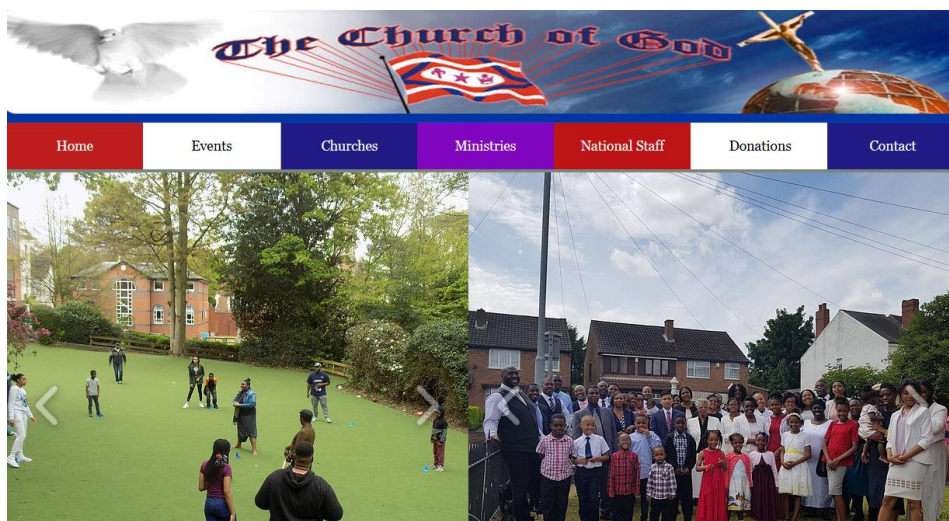 The Church of God
Home Events Churches Ministries National Staff Donations Contact